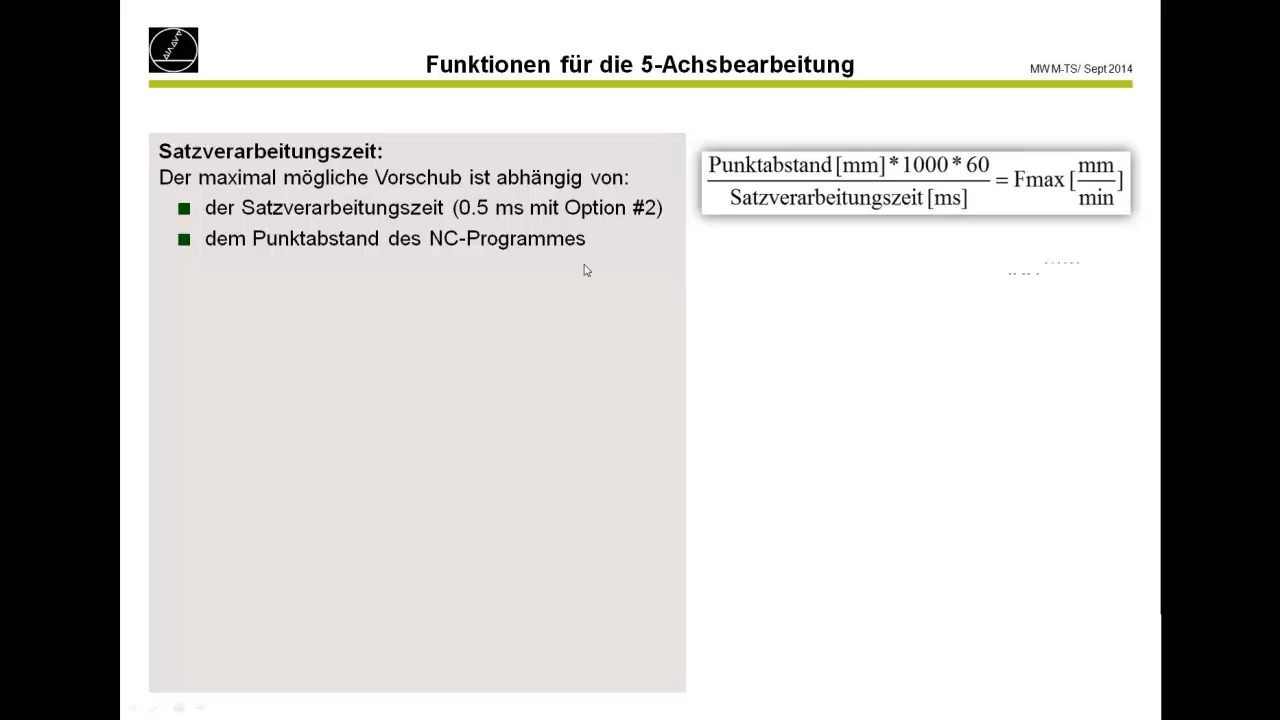 Funktionen für die 5-Achsbearbeitung
MWM-TS/ Sept 2014
Satzverarbeitungszeit:
Der maximal mögliche Vorschub ist abhängig von:
der Satzverarbeitungszeit (0.5 ms mit Option #2)
dem Punktabstand des NC-Programmes
Punktabstand [mm] * 1000 * 60
Satzverarbeitungszeit [ms]
= Fmax [
mm
min
]